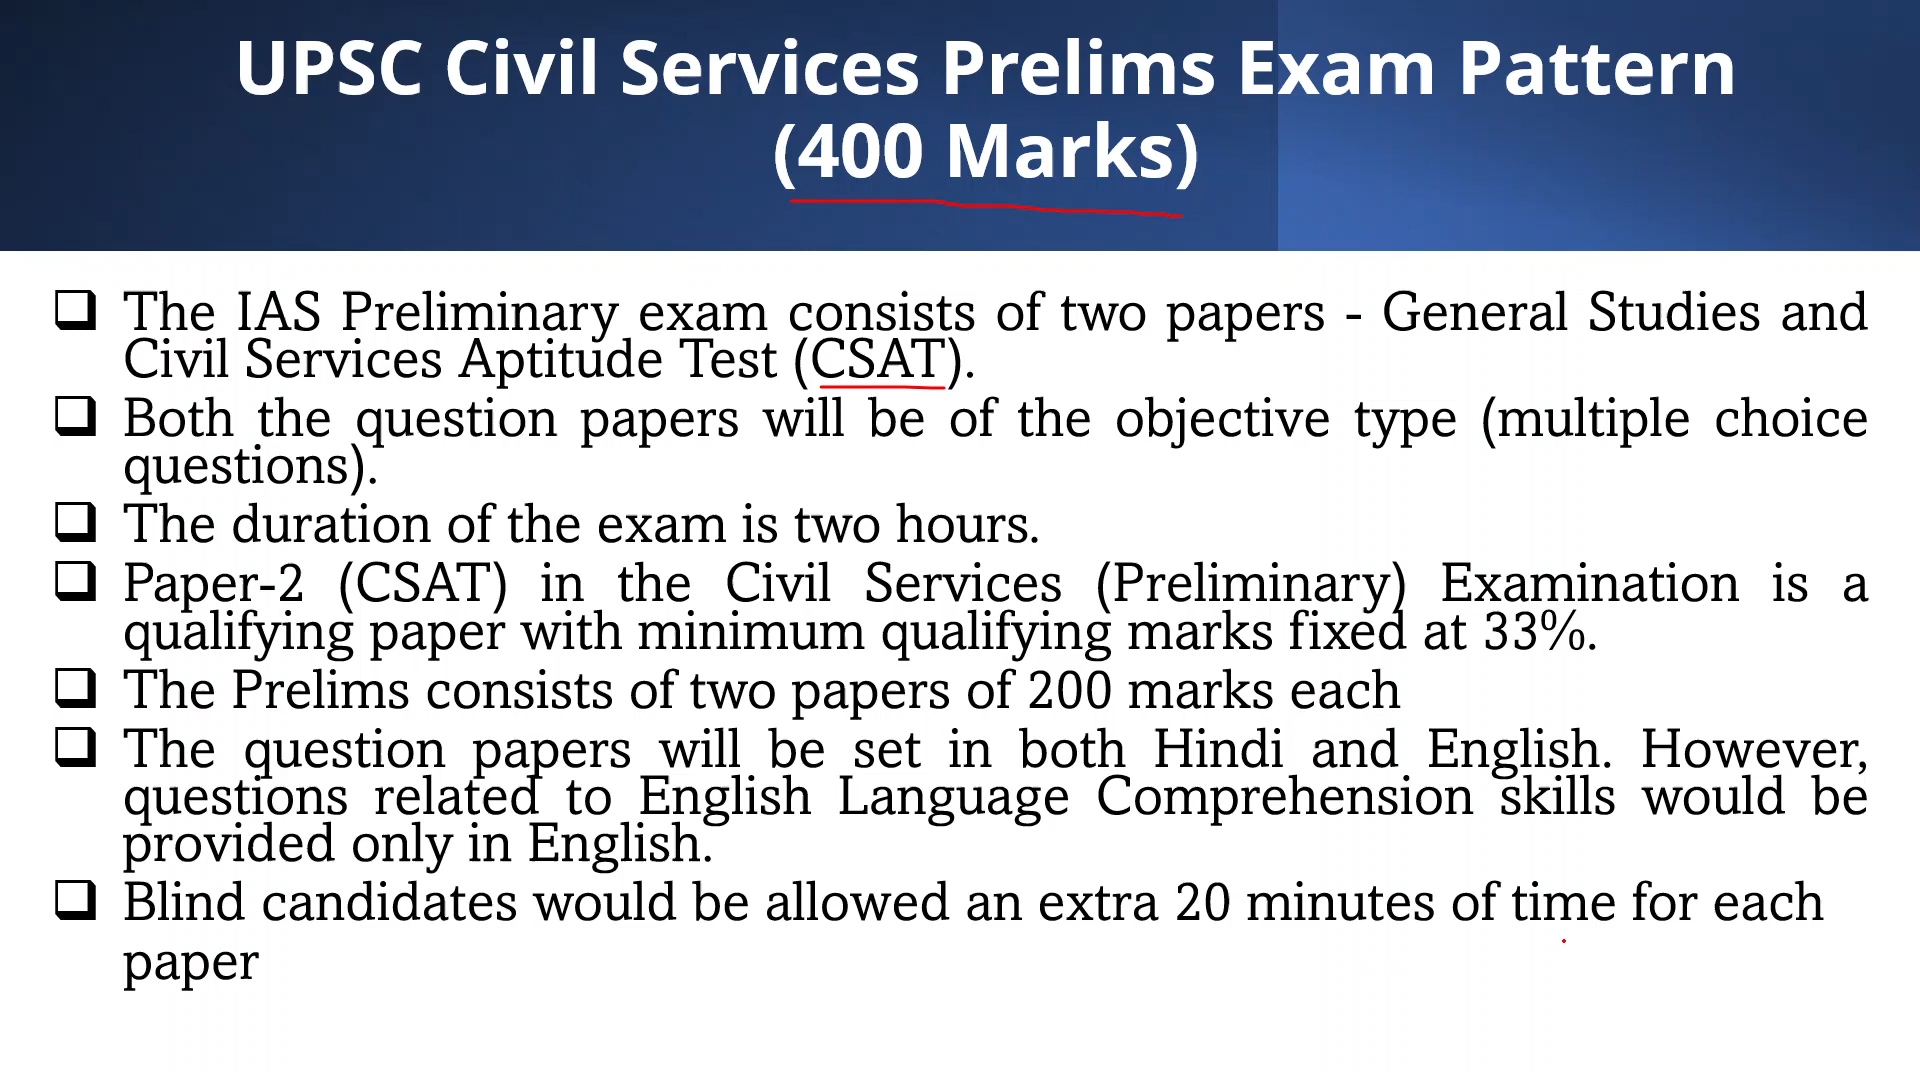 UPSC Civil Services Prelims Exam Pattern
(400 Marks)
The IAS Preliminary exam consists of two papers - General Studies and
Civil Services Aptitude Test (CSAT).
Both the question papers will be of the objective type (multiple choice
questions).
The duration of the exam is two hours.
Paper-2 (CSAT) in the Civil Services (Preliminary) Examination is a
qualifying paper with minimum qualifying marks fixed at 33%.
The Prelims consists of two papers of 200 marks each
The question papers will be set in both Hindi and English. However,
questions related to English Language Comprehension skills would be
provided only in English.
Blind candidates would be allowed an extra 20 minutes of time for each
paper